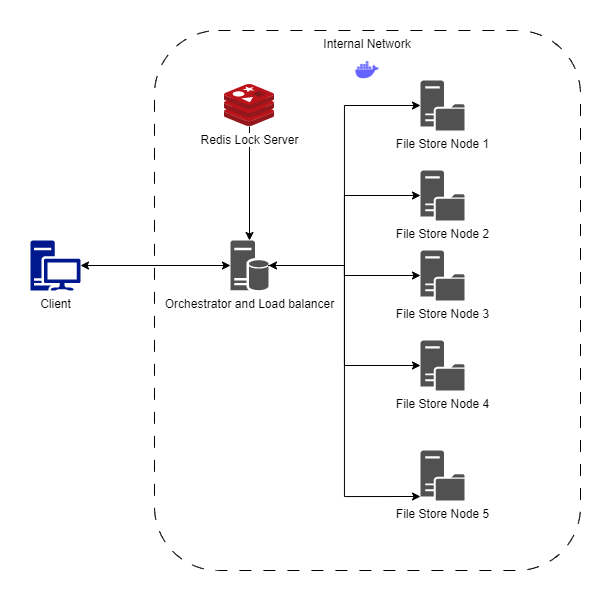 Internal Network
Redis Lock Server
File Store Node 1
File Store Node 2
Client
Orchestrator and Load balancer
File Store Node 3
File Store Node 4
File Store Node 5